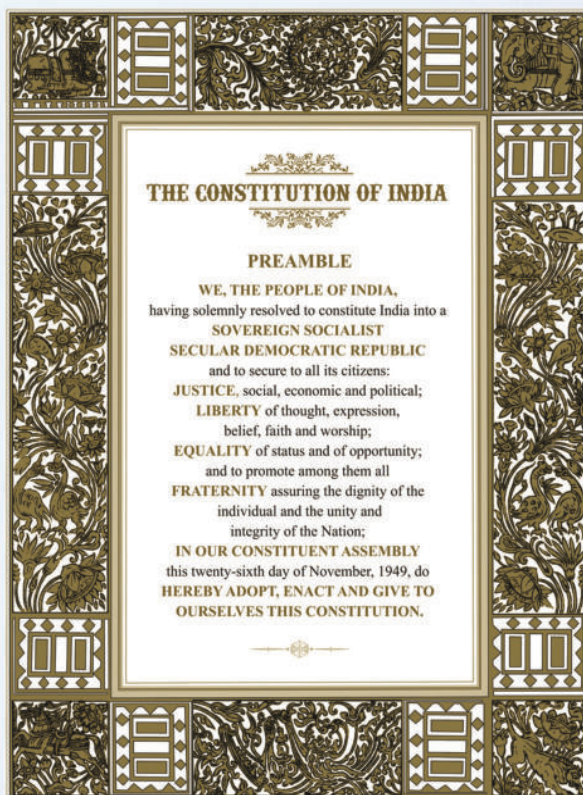 THE CONSTITUTION OF INDIA
PREAMBLE
WE, THE PEOPLE OF INDIA,
having solemnly resolved to constitute India into a
SOVEREIGN SOCIALIST
SECULAR DEMOCRATIC REPUBLIC
and to secure to all its citizens:
JUSTICE, social, economic and political;
LIBERTY of thought, expression,
belief, faith and worship;
EQUALITY of status and of opportunity;
and to promote among them all
FRATERNITY assuring the dignity of the
individual and the unity and
integrity of the Nation;
IN OUR CONSTITUENT ASSEMBLY
this twenty-sixth day of November, 1949, do
HEREBY ADOPT, ENACT AND GIVE TO
OURSELVES THIS CONSTITUTION.